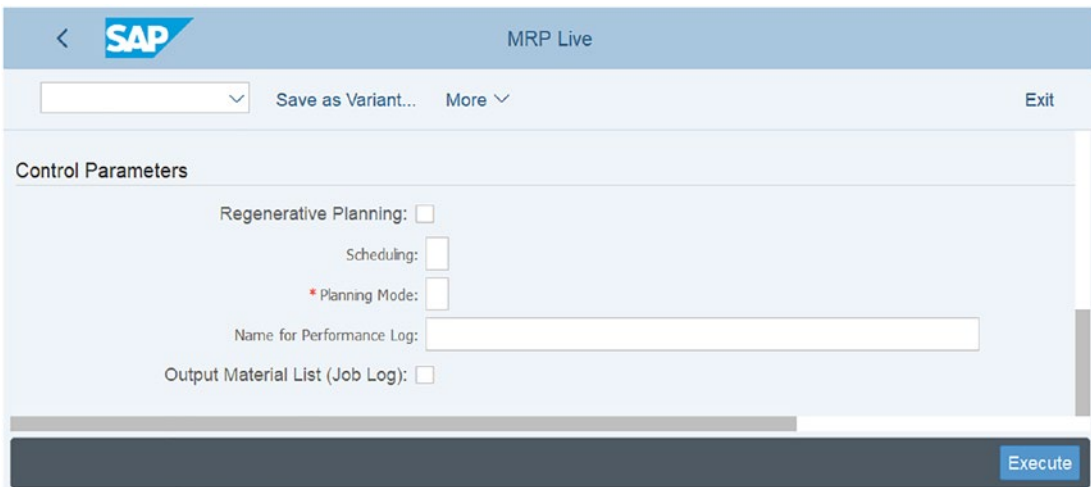 SAP MRP Live
Save as Variant... More Exit
Control Parameters
Regenerative Planning:
Scheduling:
* Planning Mode:
Name for Performance Log:
Output Material List (Job Log):
Execute